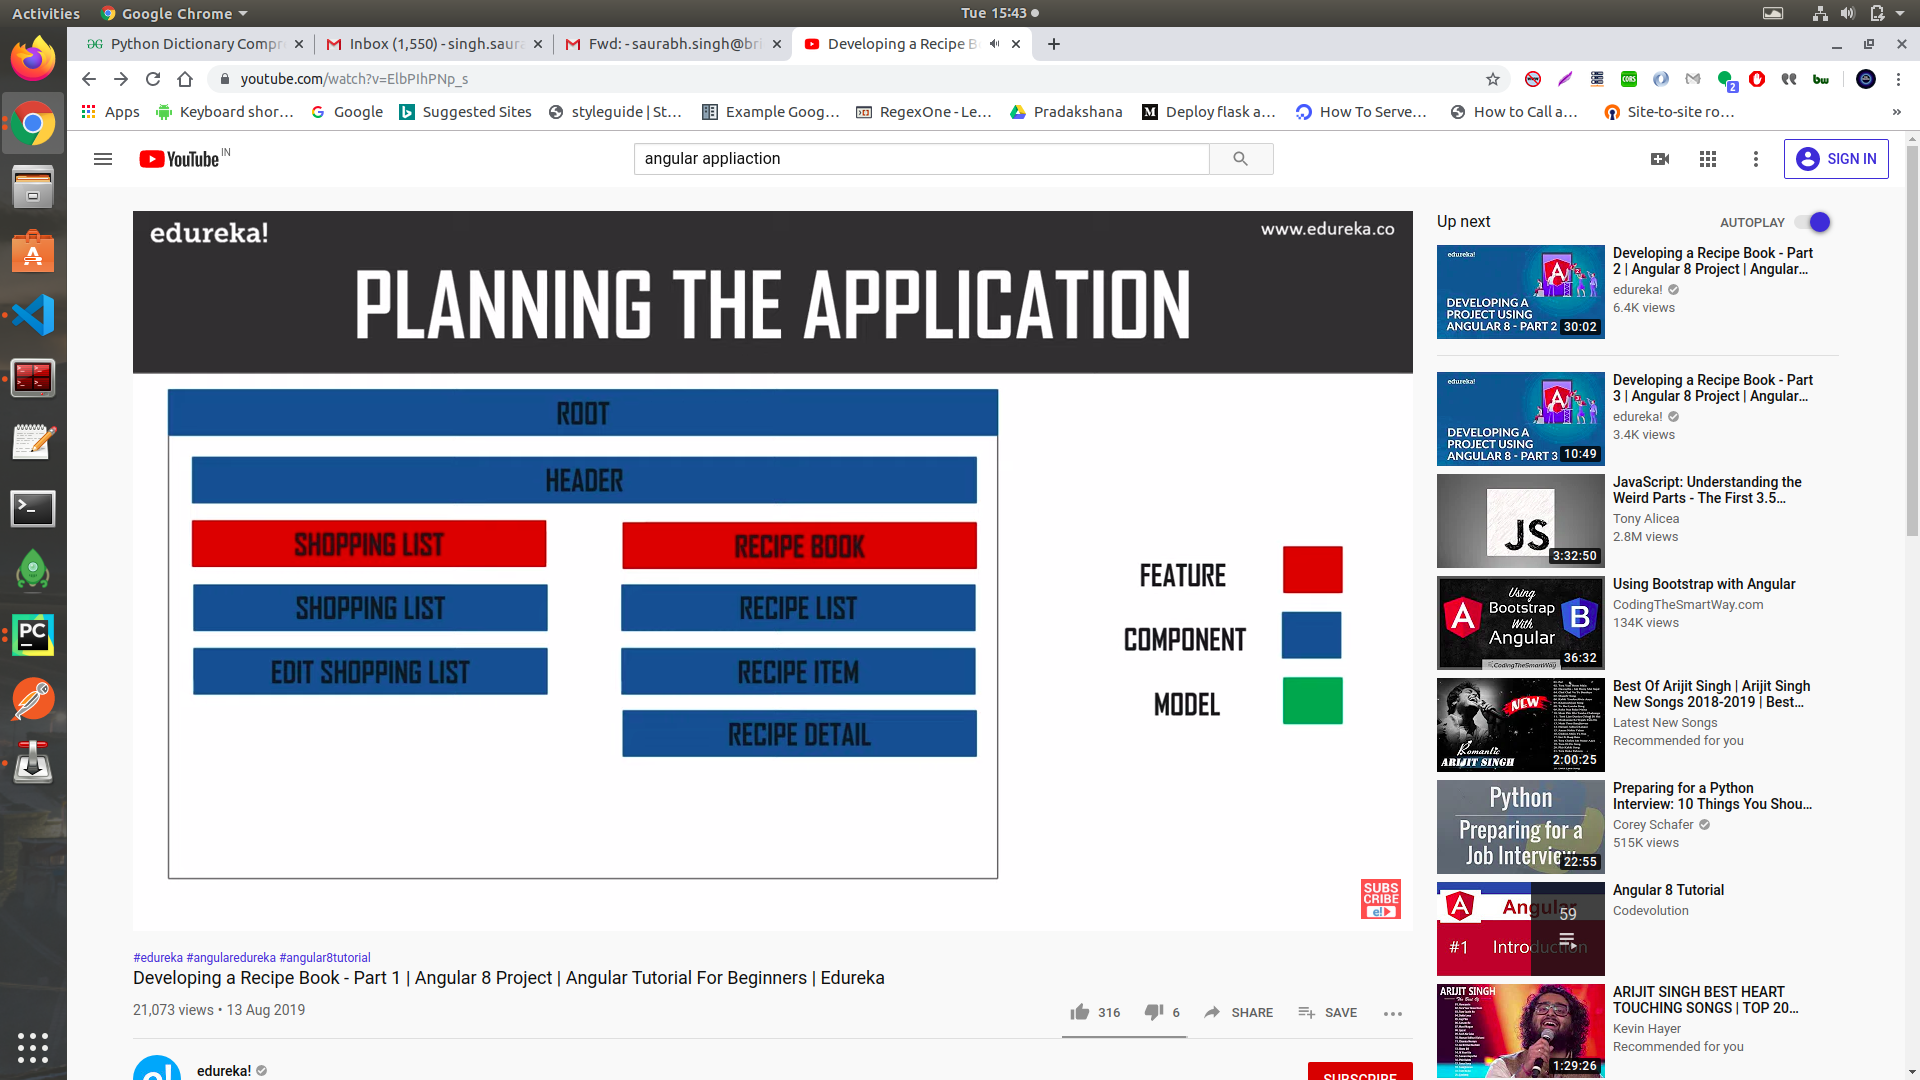 Activities
Google Chrome
Tue 15:43
Python Dictionary Compr
Inbox (1,550) - singh.saura
Fwd: - saurabh.singh@bri
Developing a Recipe B
youtube.com/watch?v=ElbPIhPNp_s
Apps
Keyboard shor...
Google
Suggested Sites
styleguide | St...
Example Goog...
RegexOne - Le...
Pradakshana
Deploy flask a...
How To Serve...
How to Call a...
Site-to-site ro...
YouTube IN
angular appliaction
SIGN IN
edureka!
www.edureka.co
PLANNING THE APPLICATION
ROOT
HEADER
SHOPPING LIST
RECIPE BOOK
SHOPPING LIST
RECIPE LIST
EDIT SHOPPING LIST
RECIPE ITEM
RECIPE DETAIL
FEATURE
COMPONENT
MODEL
SUBS
CRIBE
e!
#edureka #angularedureka #angular8tutorial
Developing a Recipe Book - Part 1 | Angular 8 Project | Angular Tutorial For Beginners | Edureka
21,073 views • 13 Aug 2019
316
6
SHARE
SAVE
edureka!
SUBSCRIBE
Up next
AUTOPLAY
edureka!
DEVELOPING A
PROJECT USING
ANGULAR 8 - PART 2
30:02
Developing a Recipe Book - Part
2 | Angular 8 Project | Angular...
edureka!
6.4K views
edureka!
DEVELOPING A
PROJECT USING
ANGULAR 8 - PART 3
10:49
Developing a Recipe Book - Part
3 | Angular 8 Project | Angular...
edureka!
3.4K views
JS
3:32:50
JavaScript: Understanding the
Weird Parts - The First 3.5...
Tony Alicea
2.8M views
Using
Bootstrap
With
Angular
A
B
CodingTheSmartWay
36:32
Using Bootstrap with Angular
CodingTheSmartWay.com
134K views
NEW
Romantic
ARIJIT SINGH
2:00:25
Best Of Arijit Singh | Arijit Singh
New Songs 2018-2019 | Best...
Latest New Songs
Recommended for you
Python
Preparing for a
Job Interview
22:55
Preparing for a Python
Interview: 10 Things You Shou...
Corey Schafer
515K views
Angular
#1 Introduction
59
Angular 8 Tutorial
Codevolution
ARIJIT SINGH
1:29:26
ARIJIT SINGH BEST HEART
TOUCHING SONGS | TOP 20...
Kevin Hayer
Recommended for you